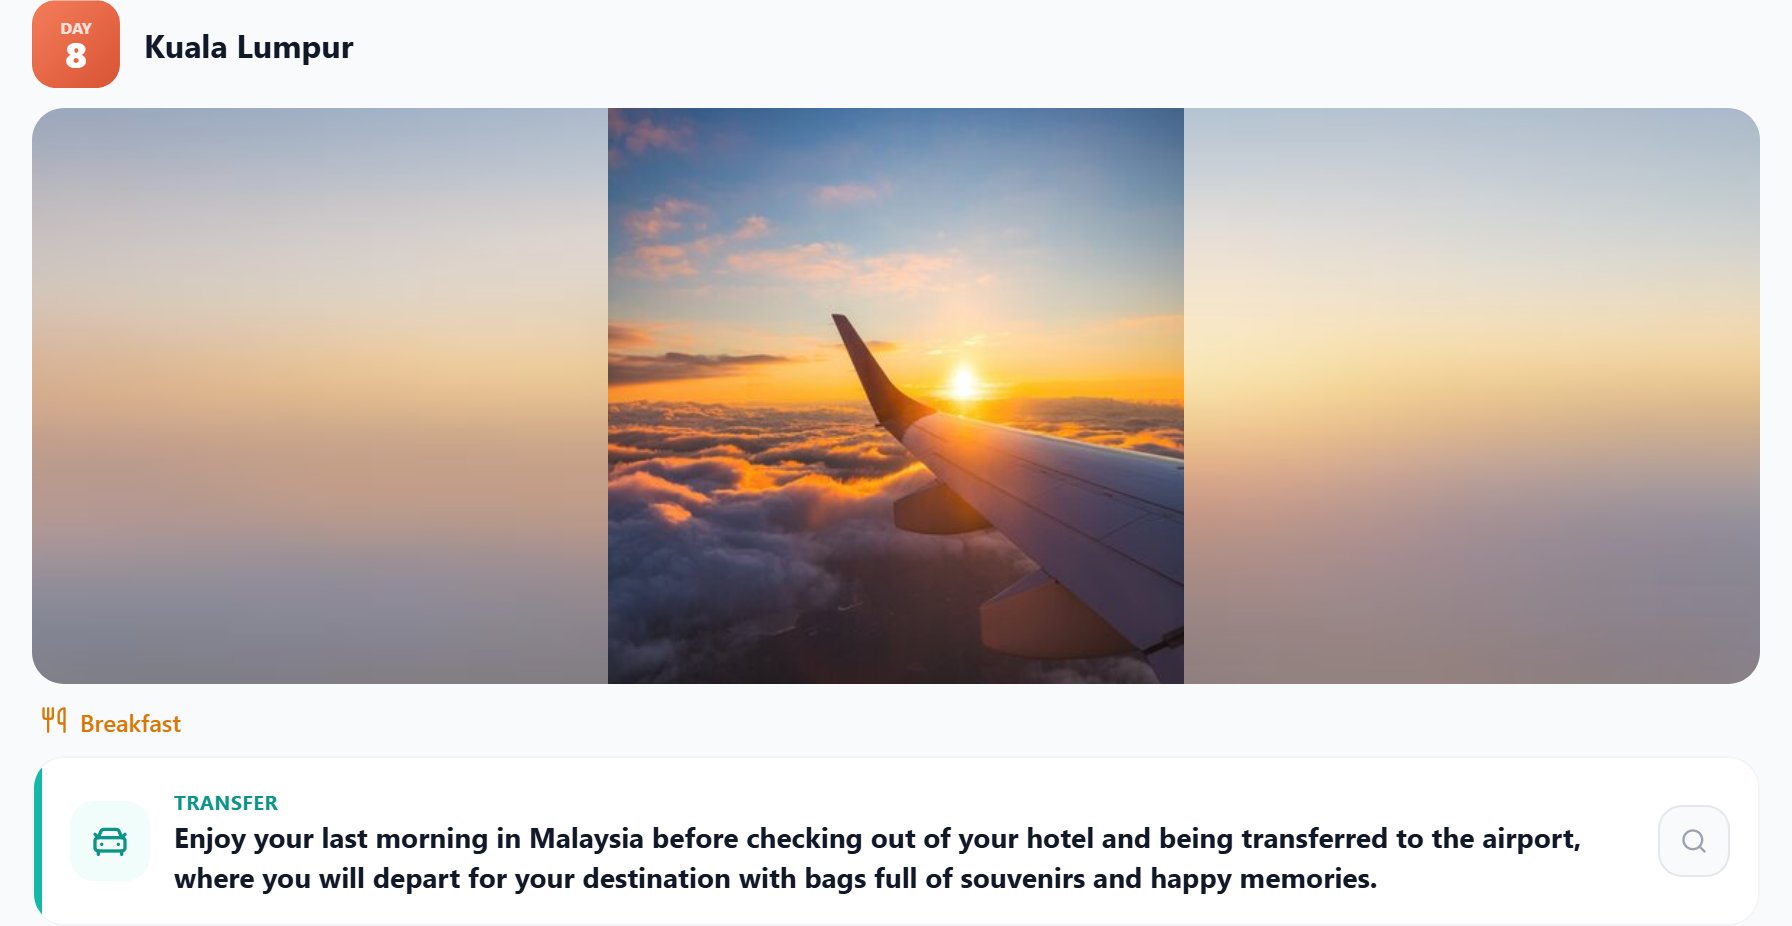 DAY
8
Kuala Lumpur
Breakfast
TRANSFER
Enjoy your last morning in Malaysia before checking out of your hotel and being transferred to the airport,
where you will depart for your destination with bags full of souvenirs and happy memories.